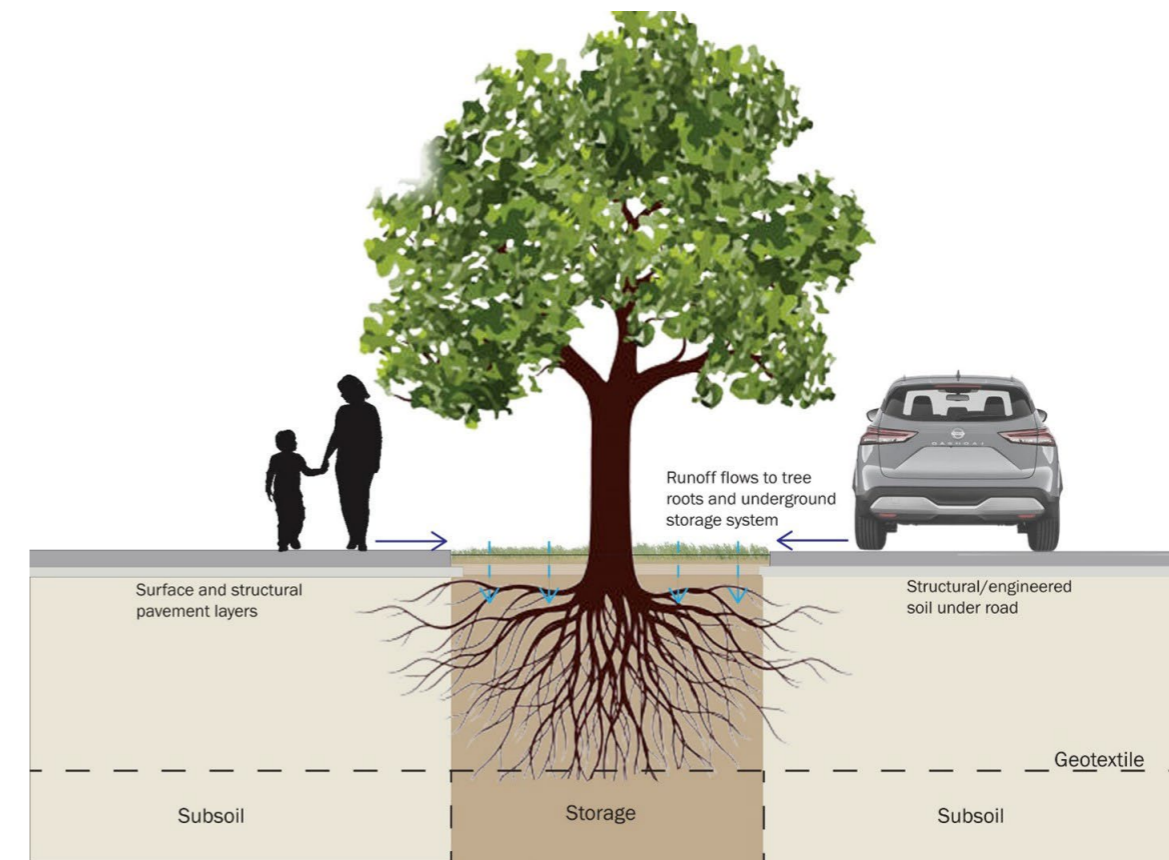 Runoff flows to tree
roots and underground
storage system
Surface and structural
pavement layers
Structural/engineered
soil under road
Geotextile
Subsoil
Storage
Subsoil